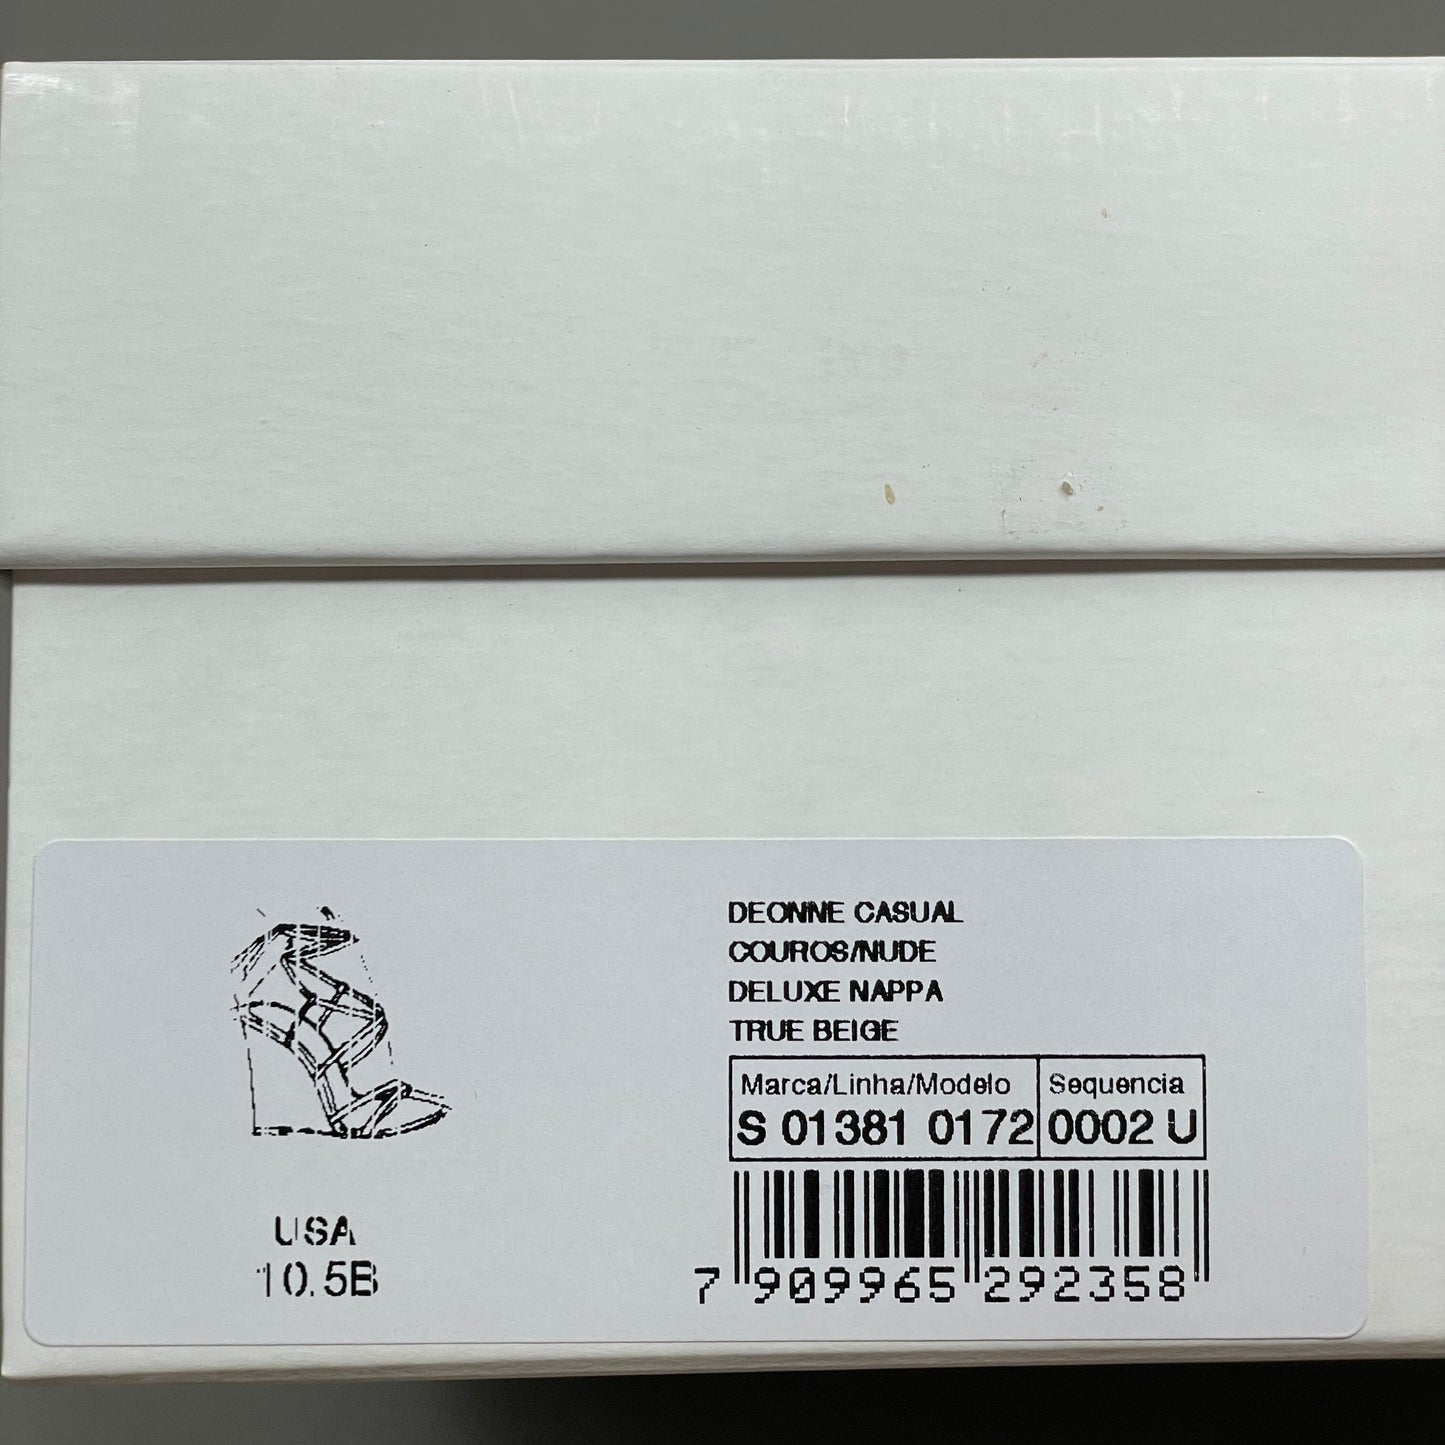 DEONNE CASUAL
COUROS/NUDE
DELUXE NAPPA
TRUE BEIGE
Marca/Linha/Modelo Sequencia
S 01381 0172 0002 U
7 909965 292358
USA
10.5B